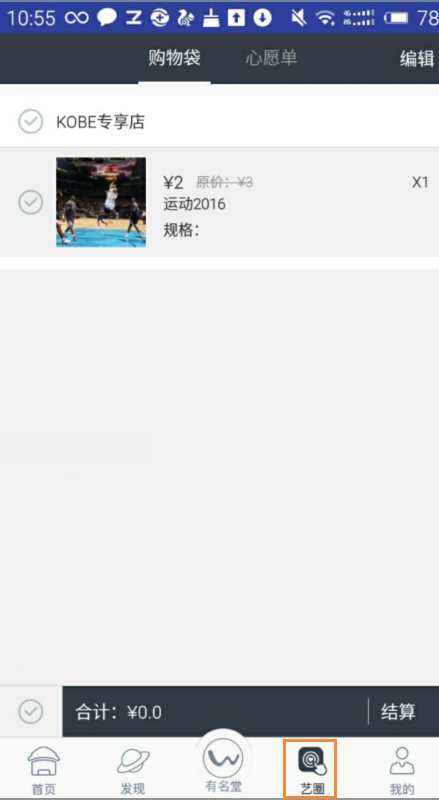 10:55 78
购物袋 心愿单 编辑
KOBE专享店
¥2 原价：¥3 X1
运动2016
规格：
合计：¥0.0 结算
首页 发现 有名堂 艺圈 我的